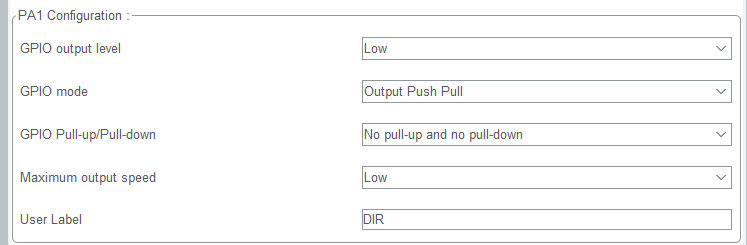 PA1 Configuration :
GPIO output level Low
GPIO mode Output Push Pull
GPIO Pull-up/Pull-down No pull-up and no pull-down
Maximum output speed Low
User Label DIR